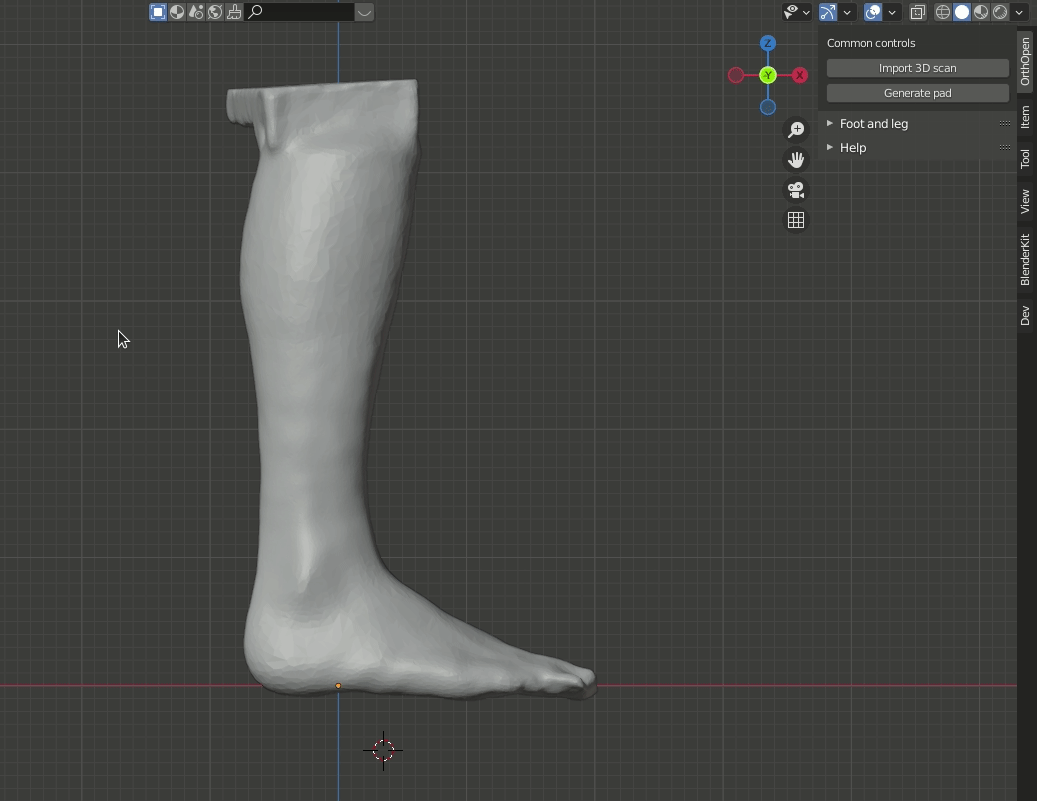 Common controls
OrthOpen
Z
Import 3D scan
-Y
X
Generate pad
Item
Foot and leg
Help
Tool
View
BlenderKit
Dev